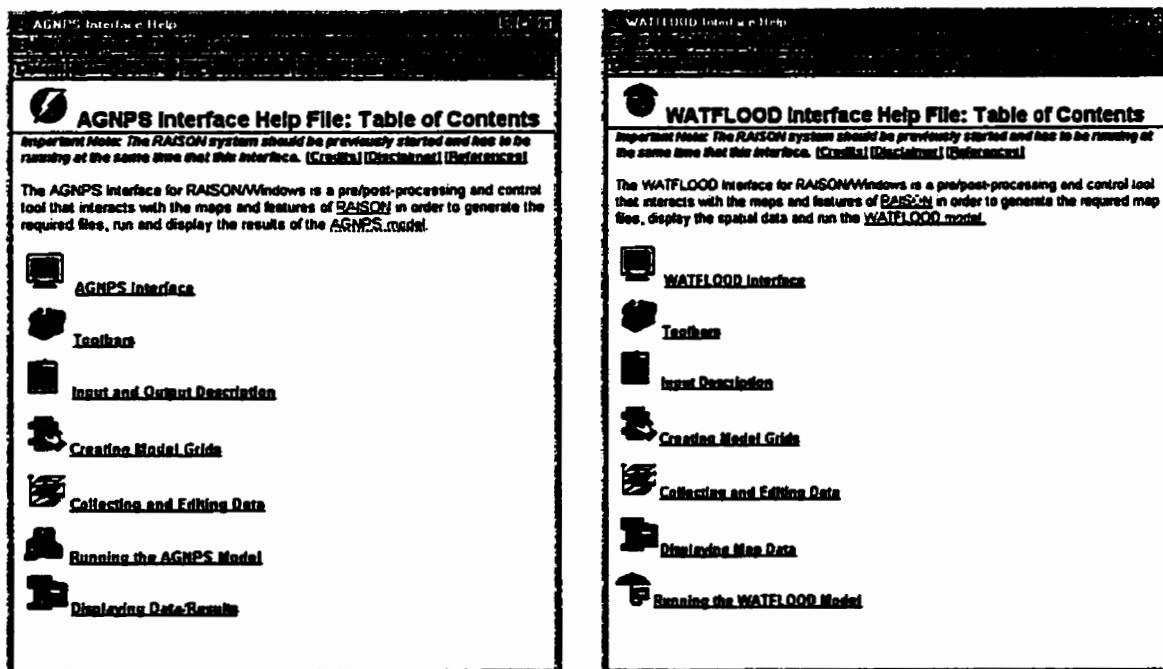 AGNPS Interface Help
AGNPS Interface Help File: Table of Contents
Important Note: The RAISON system should be previously started and has to be
running at the same time that this interface. [Credits] [Disclaimer] [References]
The AGNPS Interface for RAISON/Windows is a pre/post-processing and control
tool that interacts with the maps and features of RAISON in order to generate the
required files, run and display the results of the AGNPS model.
AGNPS Interface
Toolbars
Input and Output Description
Creating Model Grids
Collecting and Editing Data
Running the AGNPS Model
Displaying Data/Results
WATFLOOD Interface Help
WATFLOOD Interface Help File: Table of Contents
Important Note: The RAISON system should be previously started and has to be running at
the same time that this interface. [Credits] [Disclaimer] [References]
The WATFLOOD Interface for RAISON/Windows is a pre/post-processing and control tool
that interacts with the maps and features of RAISON in order to generate the required map
files, display the spatial data and run the WATFLOOD model.
WATFLOOD Interface
Toolbars
Input Description
Creating Model Grids
Collecting and Editing Data
Displaying Map Data
Running the WATFLOOD Model